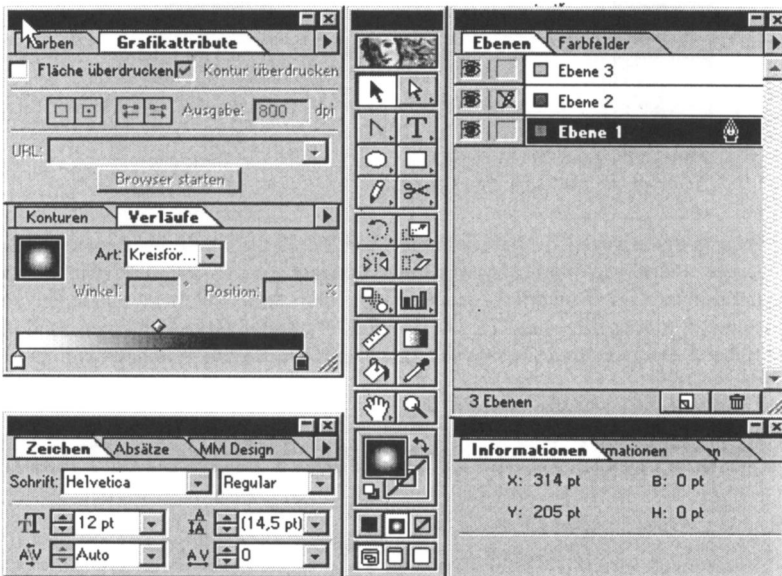 Farben Grafikattribute
Fläche überdrucken Kontur überdrucken
Ausgabe: 800 dpi
URL:
Browser starten
Konturen Verläufe
Art: Kreisför...
Winkel: ° Position: %
Zeichen Absätze MM Design
Schrift: Helvetica Regular
12 pt (14,5 pt)
Auto 0
T
Ebenen Farbfelder
Ebene 3
Ebene 2
Ebene 1
3 Ebenen
Informationen mationen n
X: 314 pt B: 0 pt
Y: 205 pt H: 0 pt